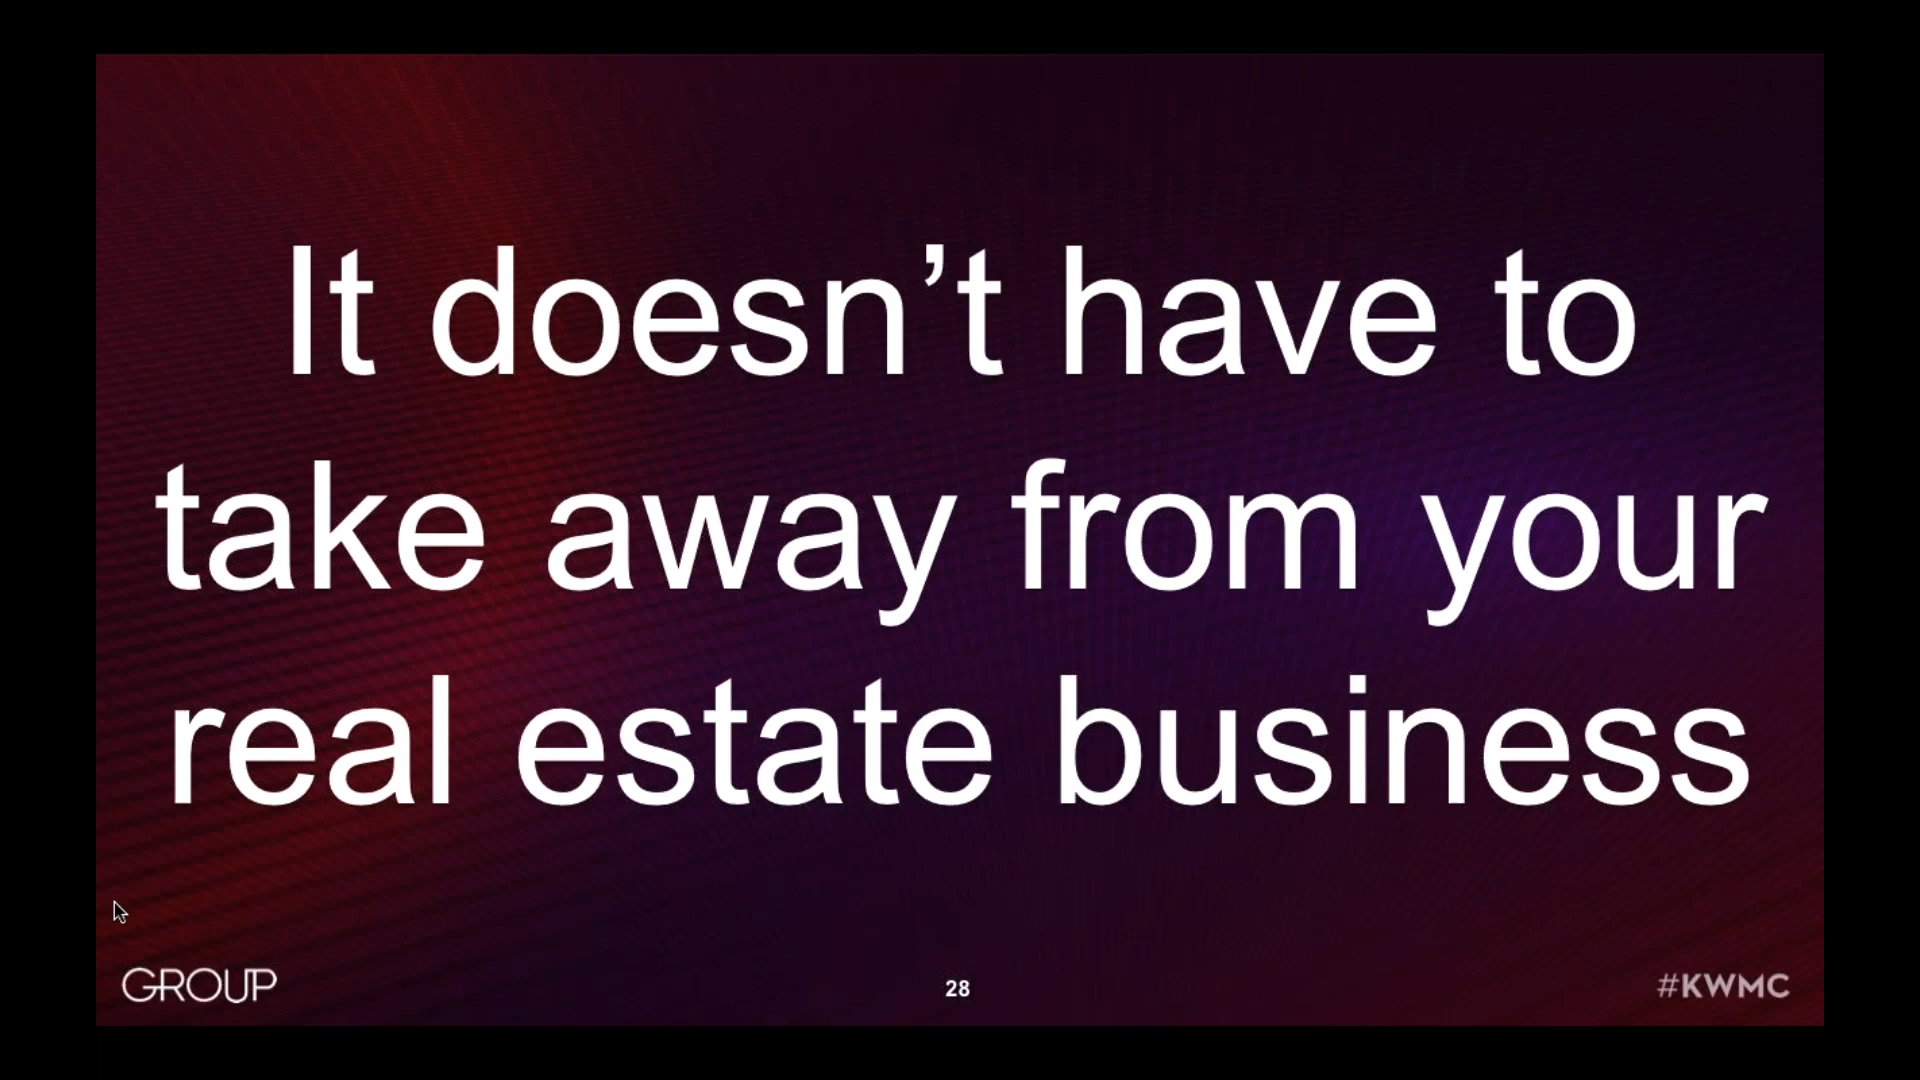 It doesn’t have to
take away from your
real estate business
GROUP
28
#KWMC